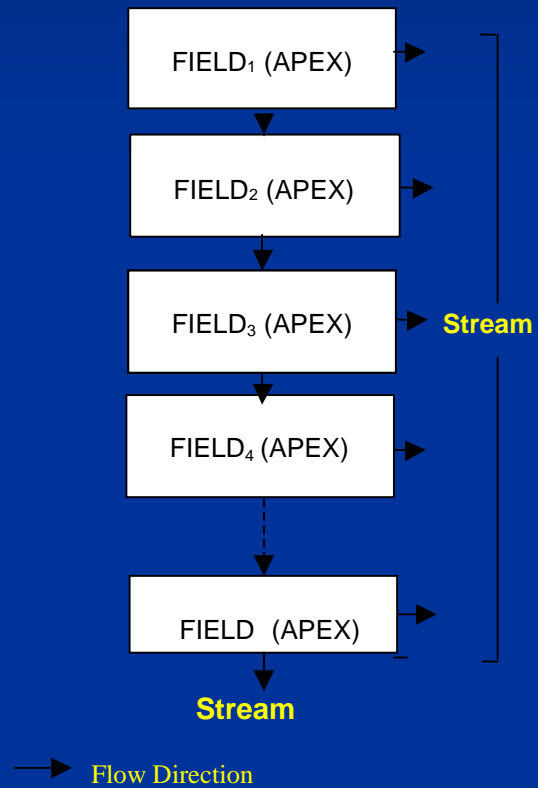 FIELD₁ (APEX)
FIELD₂ (APEX)
FIELD₃ (APEX)
Stream
FIELD₄ (APEX)
FIELD (APEX)
Stream
Flow Direction